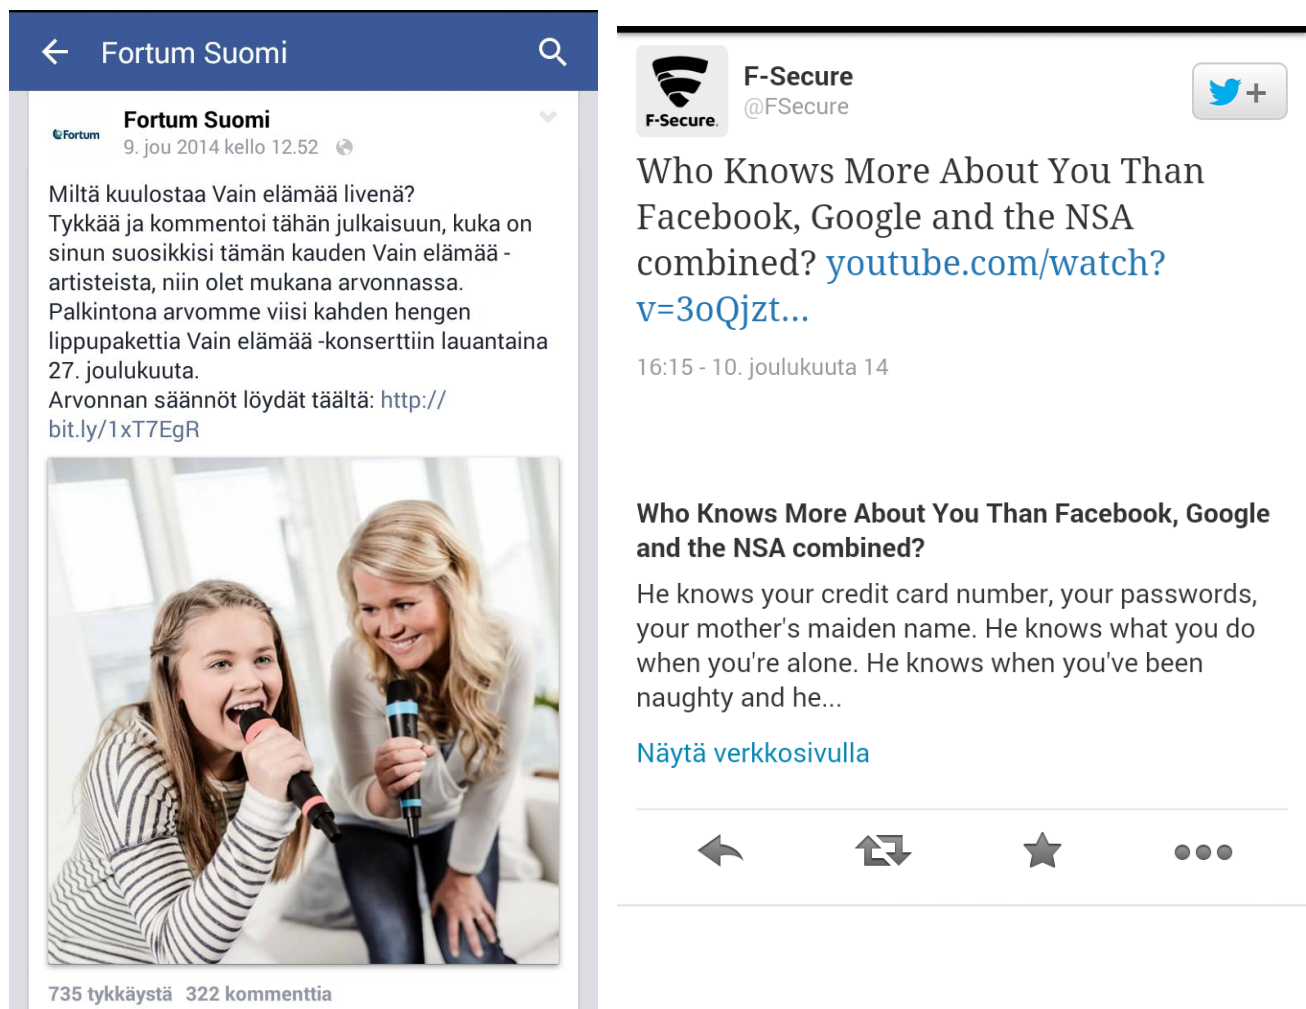 Fortum Suomi
Fortum
Fortum Suomi
9. jou 2014 kello 12.52
Miltä kuulostaa Vain elämää livenä?
Tykkää ja kommentoi tähän julkaisuun, kuka on
sinun suosikkisi tämän kauden Vain elämää -
artisteista, niin olet mukana arvonnassa.
Palkintona arvomme viisi kahden hengen
lippupakettia Vain elämää -konserttiin lauantaina
27. joulukuuta.
Arvonnan säännöt löydät täältä: http://
bit.ly/1xT7EgR
735 tykkäystä 322 kommenttia
F-Secure.
F-Secure
@FSecure
Who Knows More About You Than
Facebook, Google and the NSA
combined? youtube.com/watch?
v=3oQjzt...
16:15 - 10. joulukuuta 14
Who Knows More About You Than Facebook, Google
and the NSA combined?
He knows your credit card number, your passwords,
your mother's maiden name. He knows what you do
when you're alone. He knows when you've been
naughty and he...
Näytä verkkosivulla